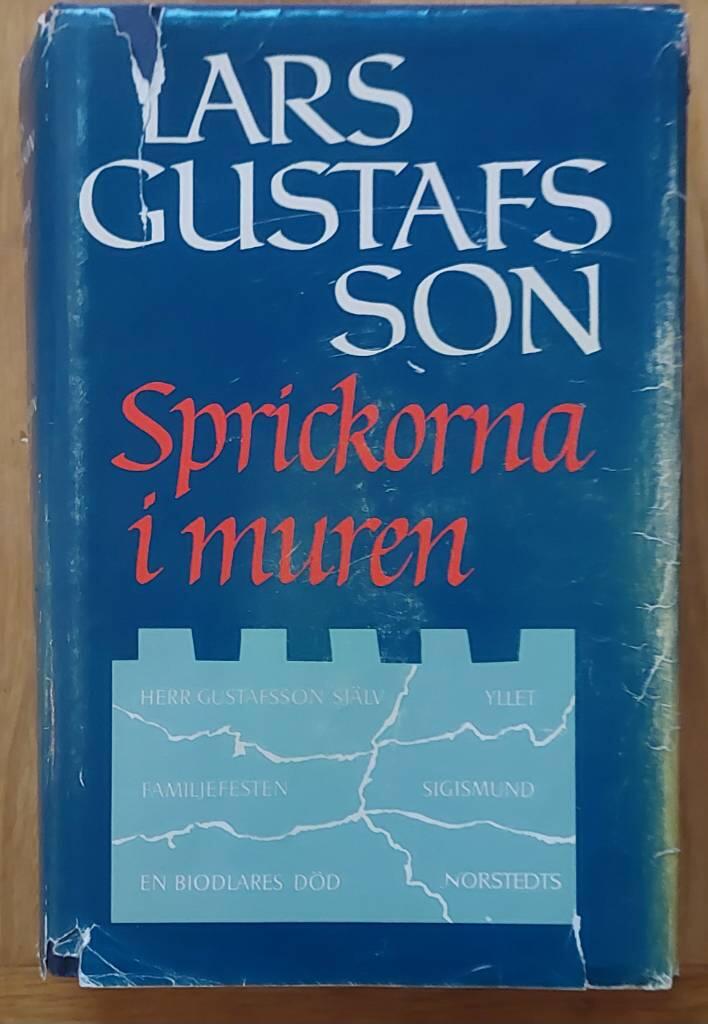 LARS
GUSTAFS
SON
Sprickorna
i muren
HERR GUSTAFSSON SJÄLV YLLET
FAMILJEFESTEN SIGISMUND
EN BIODLARES DÖD NORSTEDTS